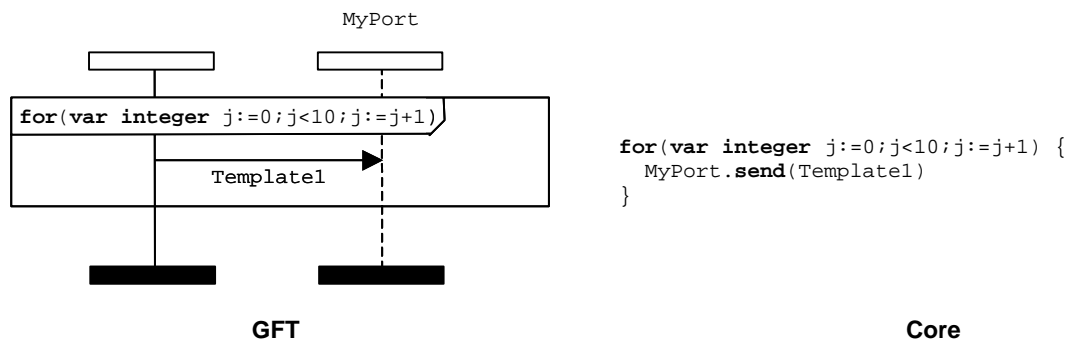 MyPort
for(var integer j:=0;j<10;j:=j+1)
Template1
for(var integer j:=0;j<10;j:=j+1) {
  MyPort.send(Template1)
}
GFT
Core